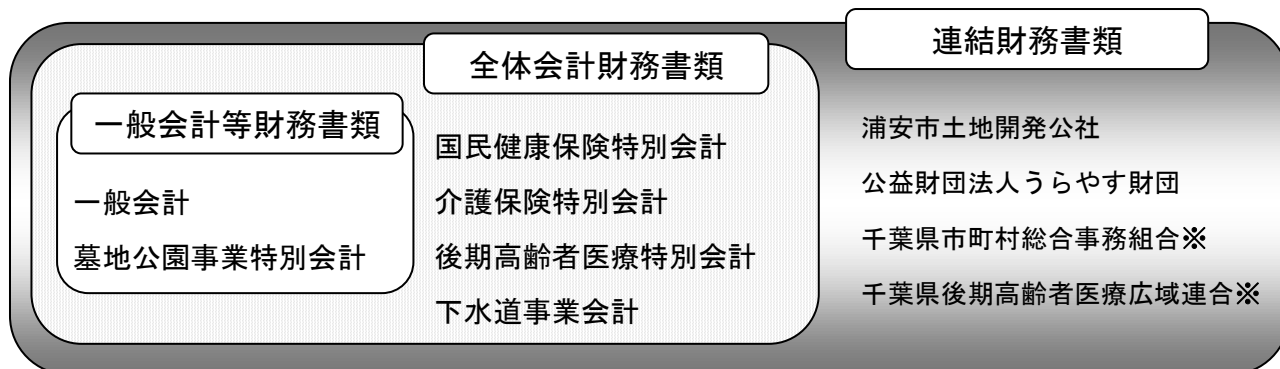 連結財務書類
全体会計財務書類
一般会計等財務書類
一般会計
墓地公園事業特別会計
国民健康保険特別会計
介護保険特別会計
後期高齢者医療特別会計
下水道事業会計
浦安市土地開発公社
公益財団法人うらやす財団
千葉県市町村総合事務組合※
千葉県後期高齢者医療広域連合※